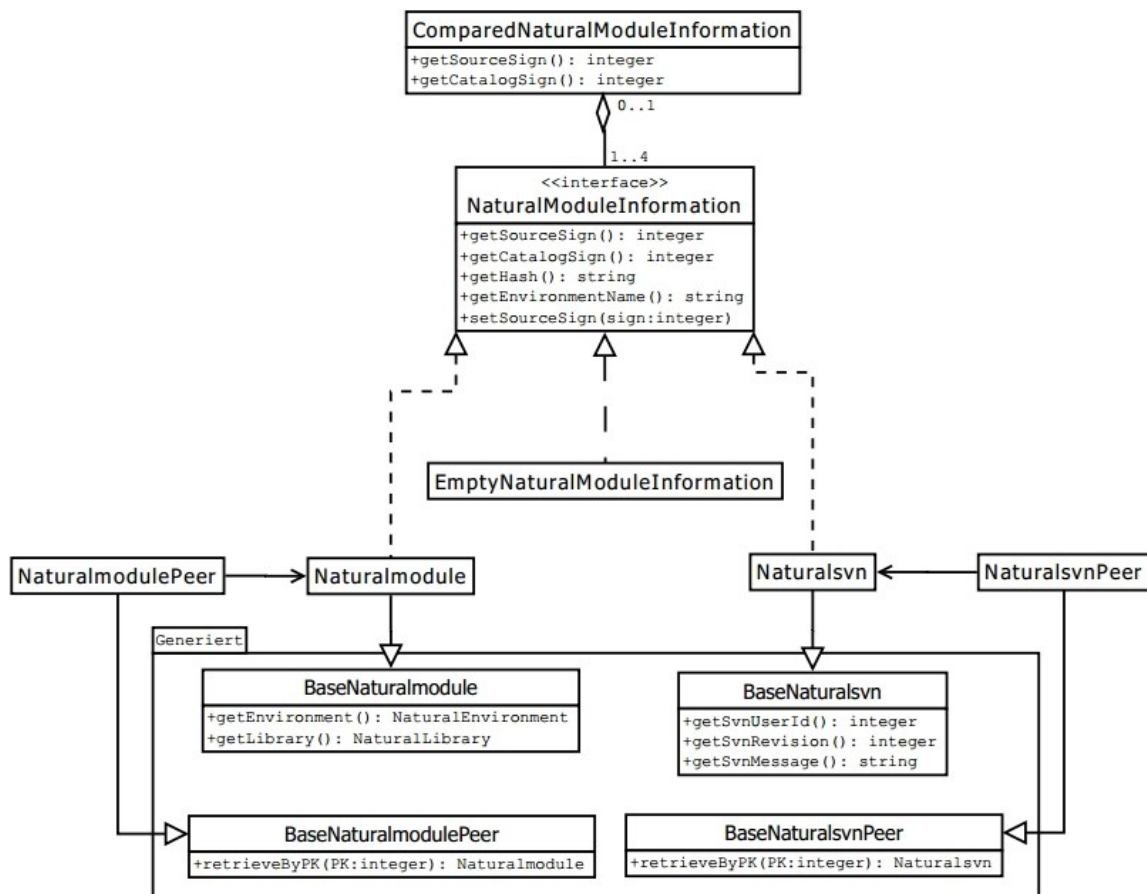 ComparedNaturalModuleInformation
+getSourceSign(): integer
+getCatalogSign(): integer
0..1
1..4
<<interface>>
NaturalModuleInformation
+getSourceSign(): integer
+getCatalogSign(): integer
+getHash(): string
+getEnvironmentName(): string
+setSourceSign(sign:integer)
EmptyNaturalModuleInformation
NaturalmodulePeer
Naturalmodule
Naturalsvn
NaturalsvnPeer
Generiert
BaseNaturalmodule
+getEnvironment(): NaturalEnvironment
+getLibrary(): NaturalLibrary
BaseNaturalsvn
+getSvnUserId(): integer
+getSvnRevision(): integer
+getSvnMessage(): string
BaseNaturalmodulePeer
+retrieveByPK(PK:integer): Naturalmodule
BaseNaturalsvnPeer
+retrieveByPK(PK:integer): Naturalsvn